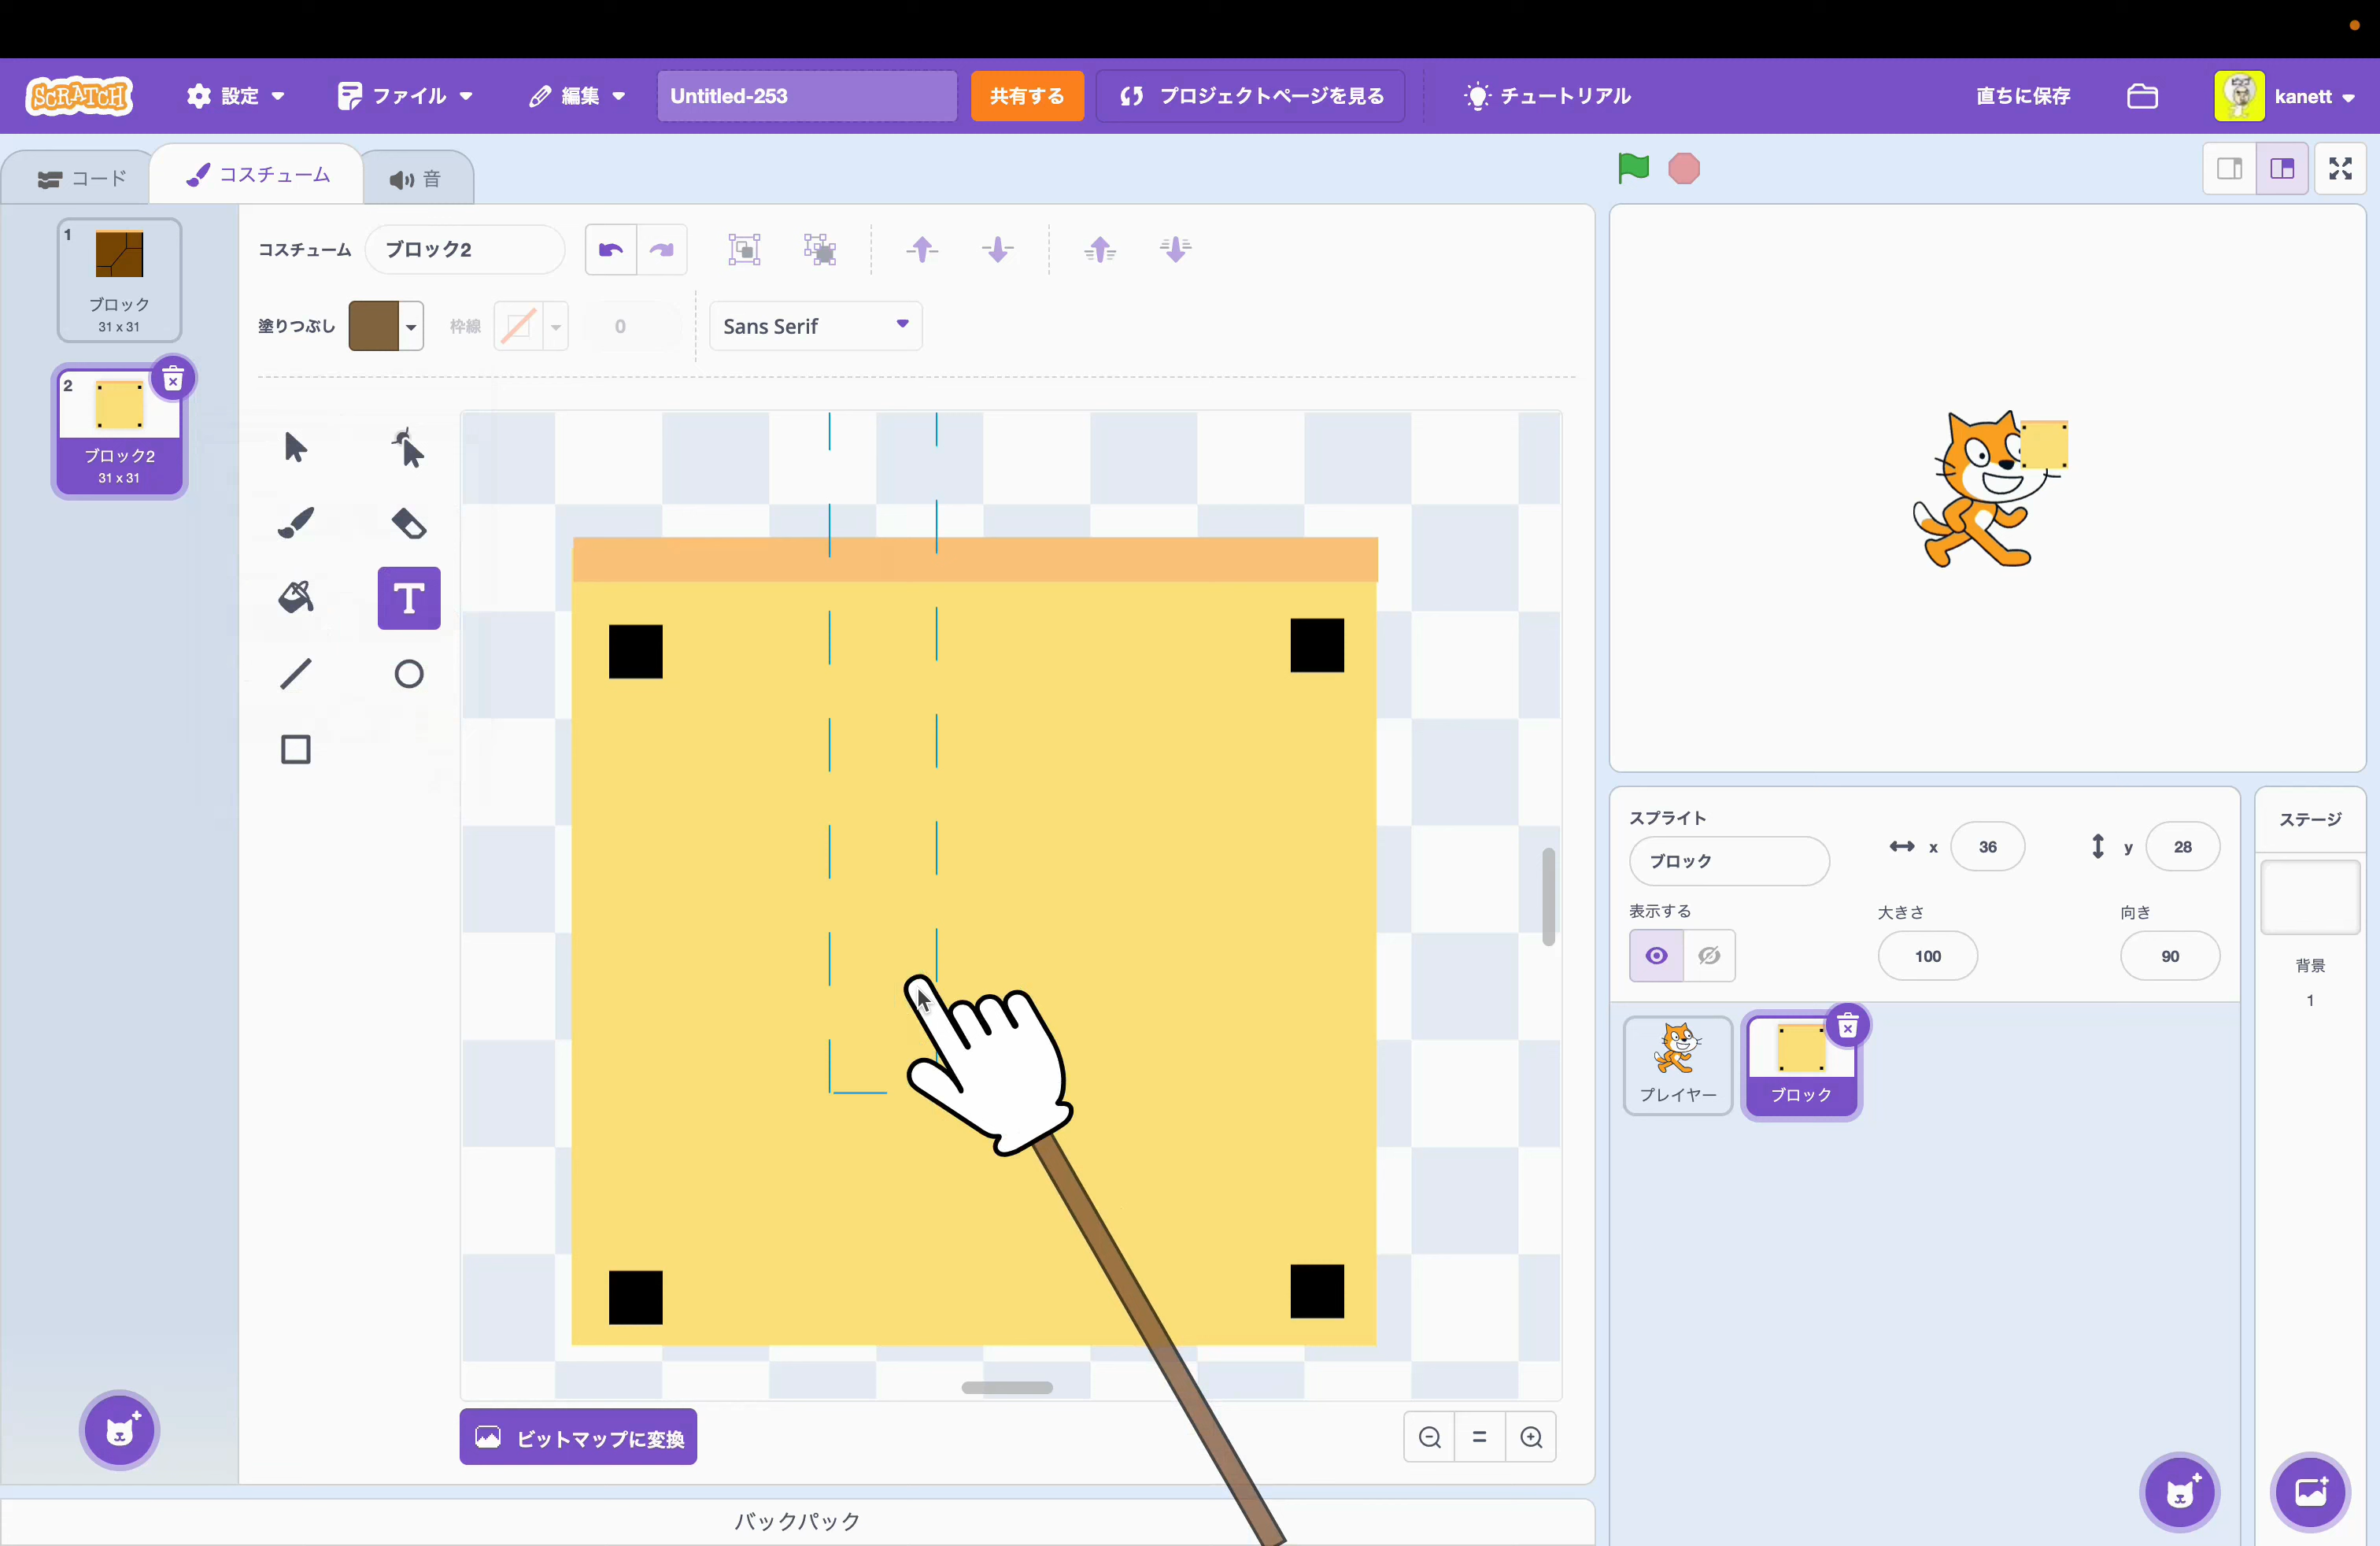 SCRATCH 設定 ファイル 編集 Untitled-253 共有する プロジェクトページを見る チュートリアル 直ちに保存 kanett
コード コスチューム 音
1
ブロック
31 x 31
2
ブロック2
31 x 31
コスチューム ブロック2
塗りつぶし 枠線 0 Sans Serif
T
ビットマップに変換
=
バックパック
スプライト
ブロック
x 36 y 28
表示する 大きさ 向き
100 90
プレイヤー
ブロック
ステージ
背景
1